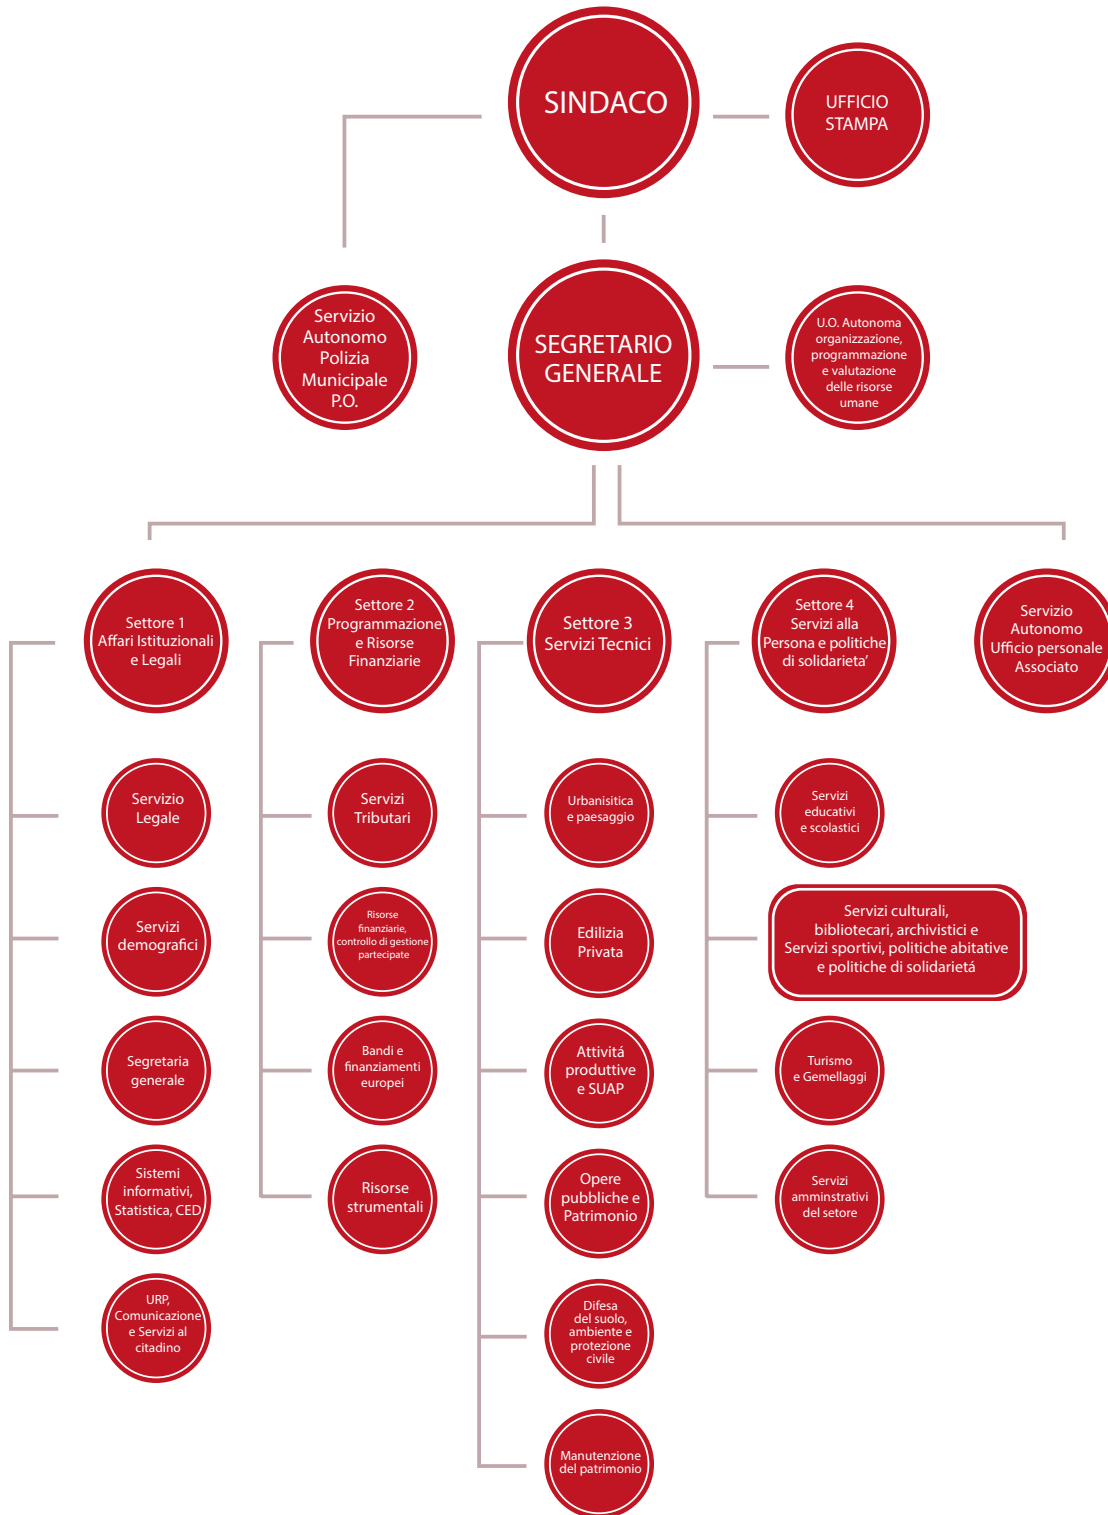 SINDACO
UFFICIO
STAMPA
Servizio
Autonomo
Polizia
Municipale
P.O.
SEGRETARIO
GENERALE
U.O. Autonoma
organizzazione,
programmazione
e valutazione
delle risorse
umane
Settore 1
Affari Istituzionali
e Legali
Settore 2
Programmazione
e Risorse
Finanziarie
Settore 3
Servizi Tecnici
Settore 4
Servizi alla
Persona e politiche
di solidarieta'
Servizio
Autonomo
Ufficio personale
Associato
Servizio
Legale
Servizi
demografici
Segretaria
generale
Sistemi
informativi,
Statistica, CED
URP,
Comunicazione
e Servizi al
citadino
Servizi
Tributari
Risorse
finanziarie,
controllo di gestione
partecipate
Bandi e
finanziamenti
europei
Risorse
strumentali
Urbanisitica
e paesaggio
Edilizia
Privata
Attivitá
produttive
e SUAP
Opere
pubbliche e
Patrimonio
Difesa
del suolo,
ambiente e
protezione
civile
Manutenzione
del patrimonio
Servizi
educativi
e scolastici
Servizi culturali,
bibliotecari, archivistici e
Servizi sportivi, politiche abitative
e politiche di solidarietá
Turismo
e Gemellaggi
Servizi
amminstrativi
del setore